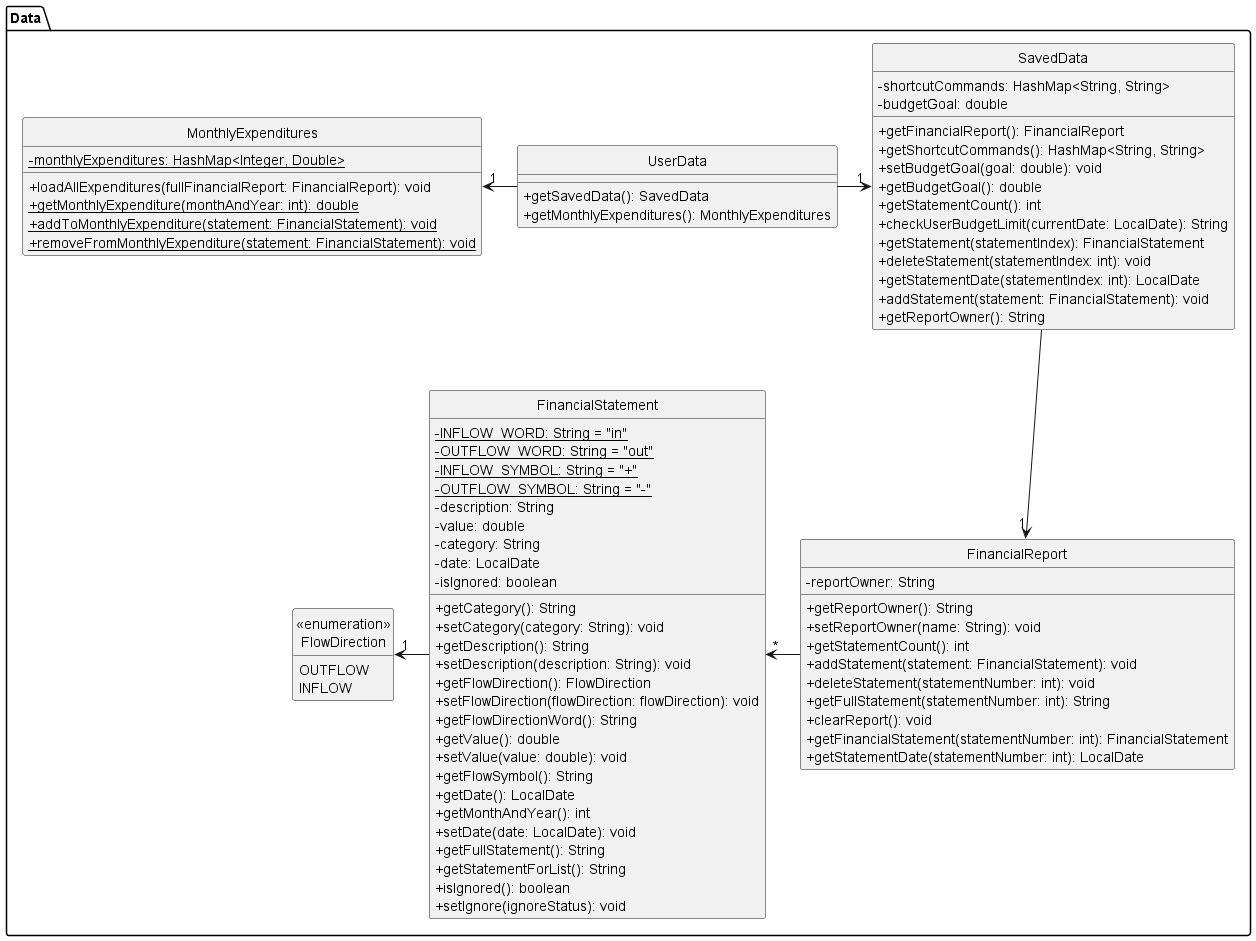 Data
SavedData
-shortcutCommands: HashMap<String, String>
-budgetGoal: double
+getFinancialReport(): FinancialReport
+getShortcutCommands(): HashMap<String, String>
+setBudgetGoal(goal: double): void
+getBudgetGoal(): double
+getStatementCount(): int
+checkUserBudgetLimit(currentDate: LocalDate): String
+getStatement(statementIndex): FinancialStatement
+deleteStatement(statementIndex: int): void
+getStatementDate(statementIndex: int): LocalDate
+addStatement(statement: FinancialStatement): void
+getReportOwner(): String
MonthlyExpenditures
-monthlyExpenditures: HashMap<Integer, Double>
+loadAllExpenditures(fullFinancialReport: FinancialReport): void
+getMonthlyExpenditure(monthAndYear: int): double
+addToMonthlyExpenditure(statement: FinancialStatement): void
+removeFromMonthlyExpenditure(statement: FinancialStatement): void
1
UserData
+getSavedData(): SavedData
+getMonthlyExpenditures(): MonthlyExpenditures
1
FinancialStatement
-INFLOW_WORD: String = "in"
-OUTFLOW_WORD: String = "out"
-INFLOW_SYMBOL: String = "+"
-OUTFLOW_SYMBOL: String = "-"
-description: String
-value: double
-category: String
-date: LocalDate
-isIgnored: boolean
+getCategory(): String
+setCategory(category: String): void
+getDescription(): String
+setDescription(description: String): void
+getFlowDirection(): FlowDirection
+setFlowDirection(flowDirection: flowDirection): void
+getFlowDirectionWord(): String
+getValue(): double
+setValue(value: double): void
+getFlowSymbol(): String
+getDate(): LocalDate
+getMonthAndYear(): int
+setDate(date: LocalDate): void
+getFullStatement(): String
+getStatementForList(): String
+isIgnored(): boolean
+setIgnore(ignoreStatus): void
1
FinancialReport
-reportOwner: String
+getReportOwner(): String
+setReportOwner(name: String): void
+getStatementCount(): int
+addStatement(statement: FinancialStatement): void
+deleteStatement(statementNumber: int): void
+getFullStatement(statementNumber: int): String
+clearReport(): void
+getFinancialStatement(statementNumber: int): FinancialStatement
+getStatementDate(statementNumber: int): LocalDate
*
«enumeration»
FlowDirection
OUTFLOW
INFLOW
1